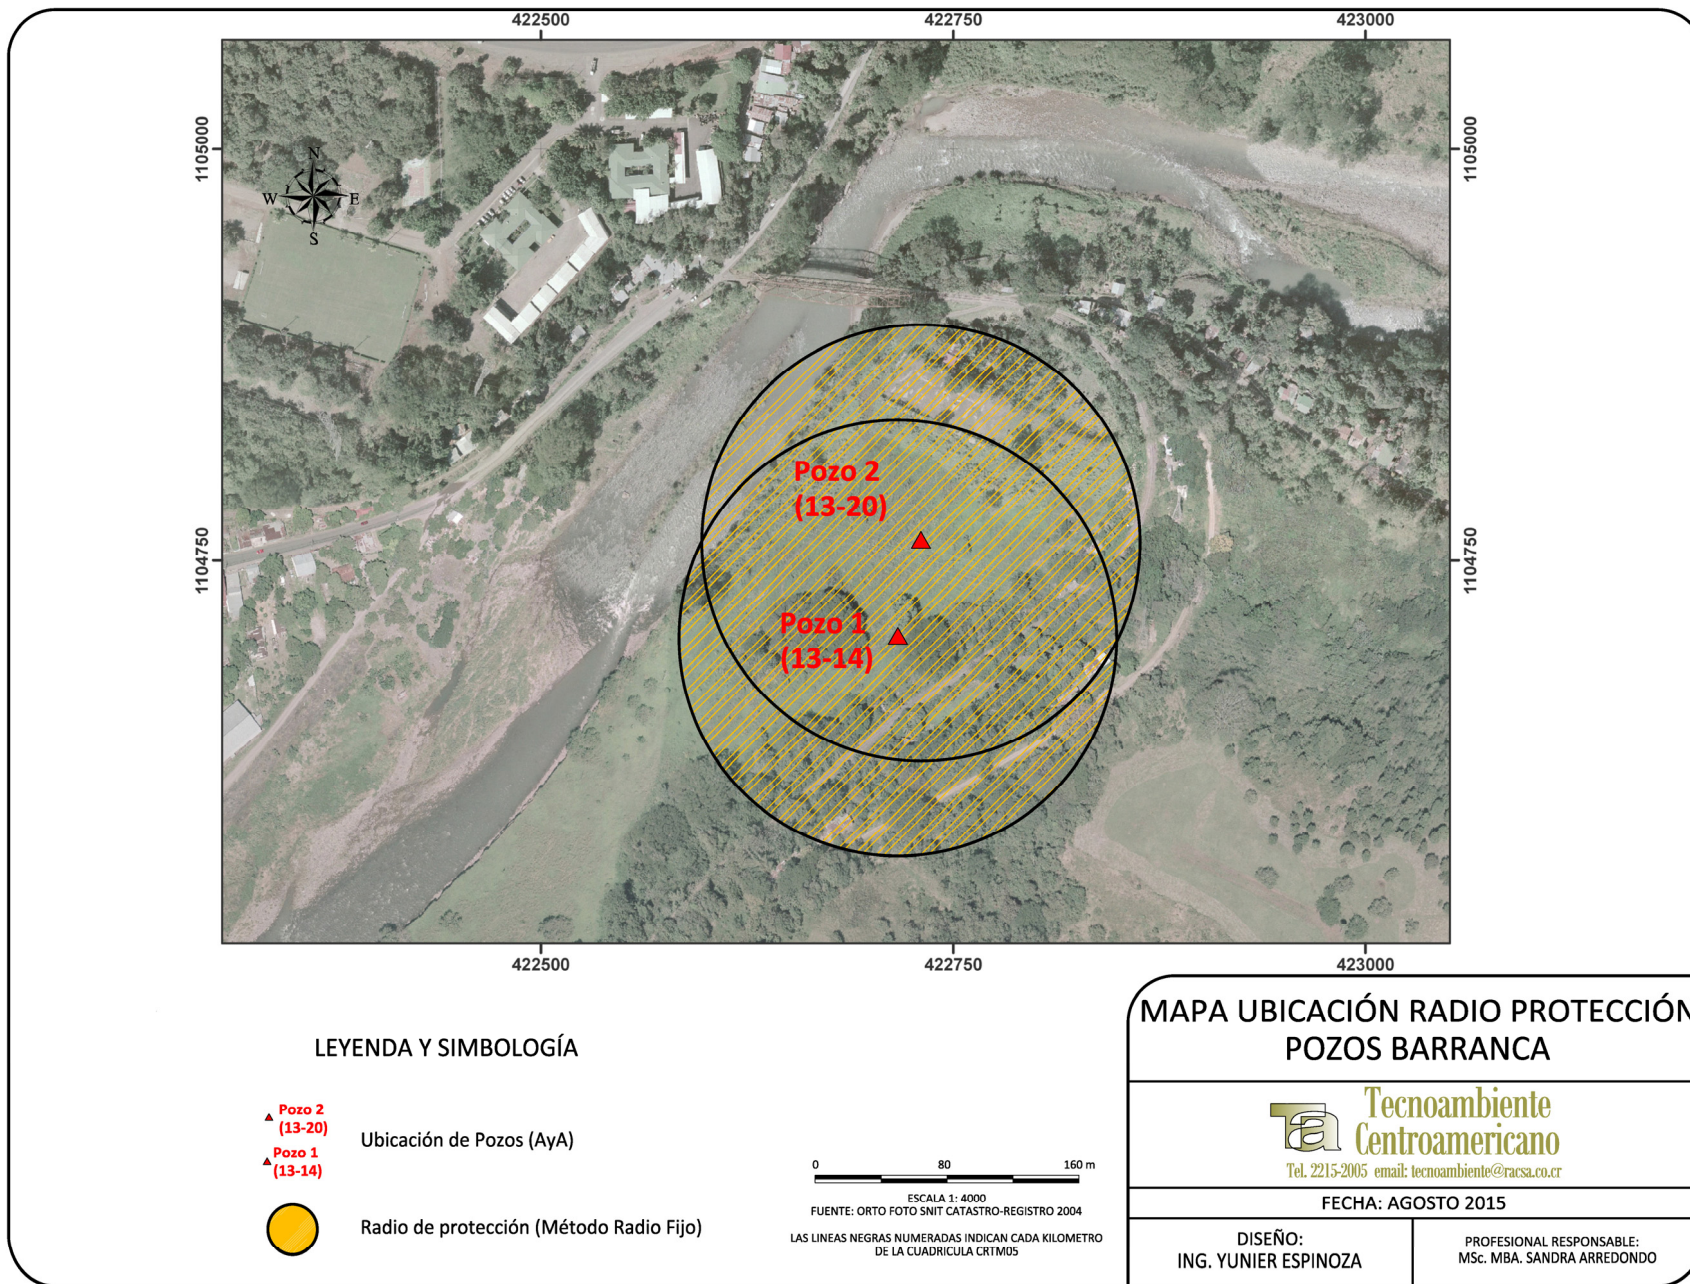 422500
422750
423000
1105000
1105000
N
W
E
S
Pozo 2
(13-20)
1104750
1104750
Pozo 1
(13-14)
422500
422750
423000
LEYENDA Y SIMBOLOGÍA
Pozo 2
(13-20)
Pozo 1
(13-14)
Ubicación de Pozos (AyA)
Radio de protección (Método Radio Fijo)
0 80 160 m
ESCALA 1: 4000
FUENTE: ORTO FOTO SNIT CATASTRO-REGISTRO 2004
LAS LINEAS NEGRAS NUMERADAS INDICAN CADA KILOMETRO
DE LA CUADRICULA CRTM05
MAPA UBICACIÓN RADIO PROTECCIÓN
POZOS BARRANCA
Ta
Tecnoambiente
Centroamericano
Tel. 2215-2005 email: tecnoambiente@racsa.co.cr
FECHA: AGOSTO 2015
DISEÑO:
ING. YUNIER ESPINOZA
PROFESIONAL RESPONSABLE:
MSc. MBA. SANDRA ARREDONDO